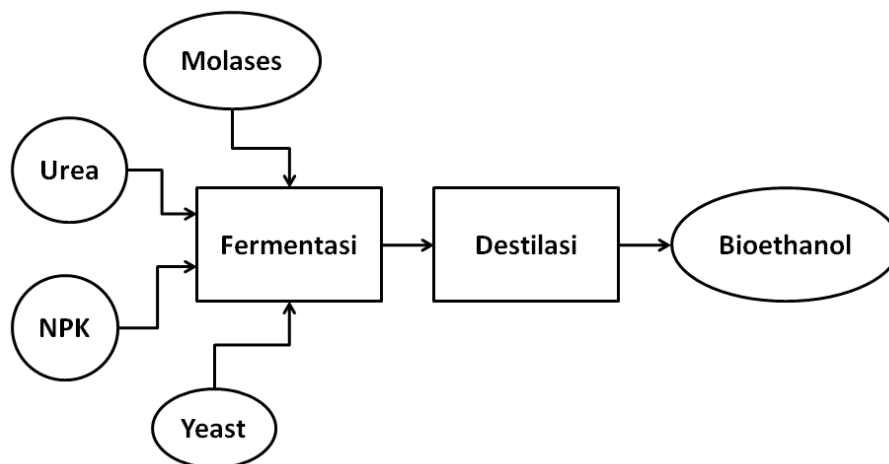 Molases
Urea
Fermentasi
Destilasi
Bioethanol
NPK
Yeast